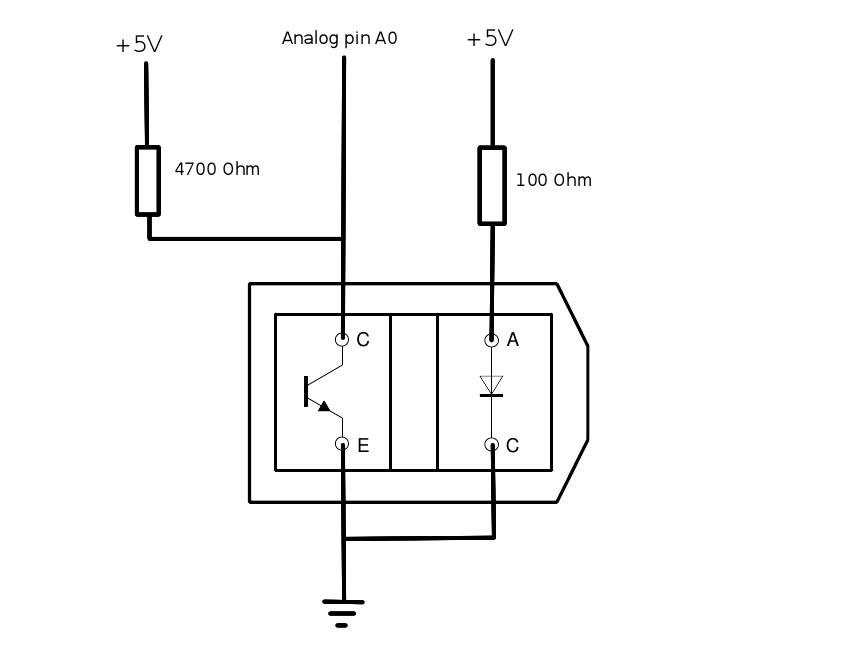 +5V
Analog pin A0
+5V
4700 Ohm
100 Ohm
C
A
E
C